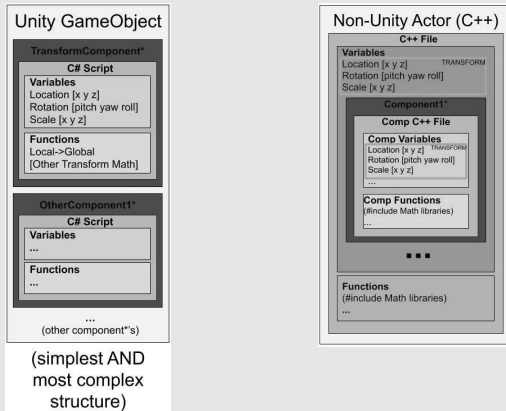 Unity GameObject
TransformComponent*
C# Script
Variables
Location [x y z]
Rotation [pitch yaw roll]
Scale [x y z]
Functions
Local->Global
[Other Transform Math]
OtherComponent1*
C# Script
Variables
...
Functions
...
...
(other component*'s)
(simplest AND
most complex
structure)
Non-Unity Actor (C++)
C++ File
Variables
Location [x y z] TRANSFORM
Rotation [pitch yaw roll]
Scale [x y z]
Component1*
Comp C++ File
Comp Variables
Location [x y z] TRANSFORM
Rotation [pitch yaw roll]
Scale [x y z]
...
Comp Functions
(#include Math libraries)
...
...
Functions
(#include Math libraries)
...